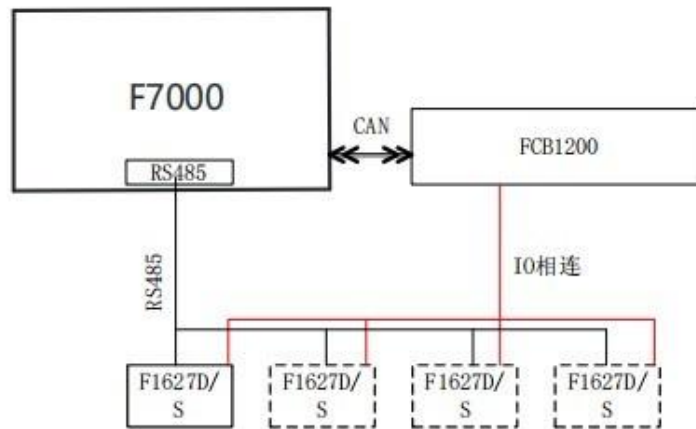 F7000
CAN
FCB1200
RS485
RS485
IO相连
F1627D/
S
F1627D/
S
F1627D/
S
F1627D/
S